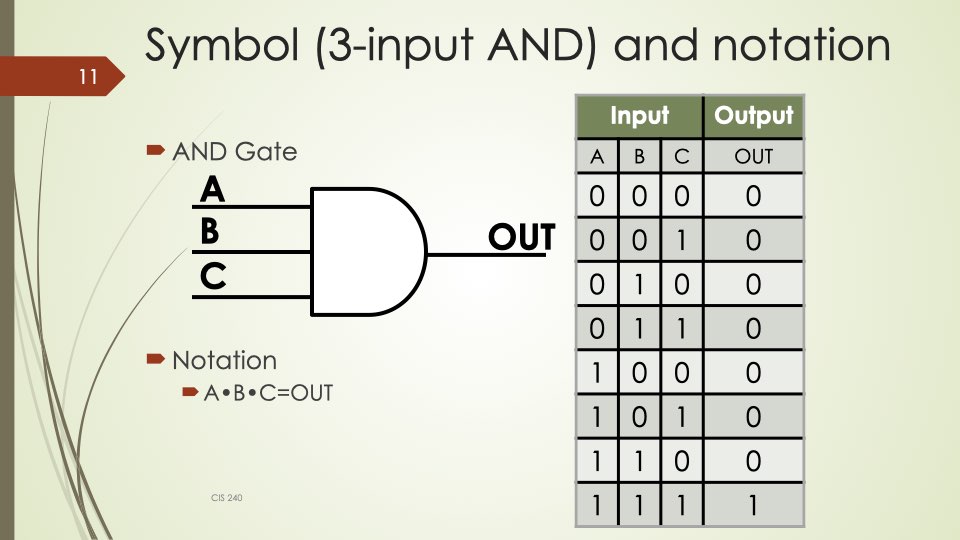 Symbol (3-input AND) and notation
11
AND Gate
A
B
C
OUT
Notation
A•B•C=OUT
CIS 240
Input Output
A B C OUT
0 0 0 0
0 0 1 0
0 1 0 0
0 1 1 0
1 0 0 0
1 0 1 0
1 1 0 0
1 1 1 1